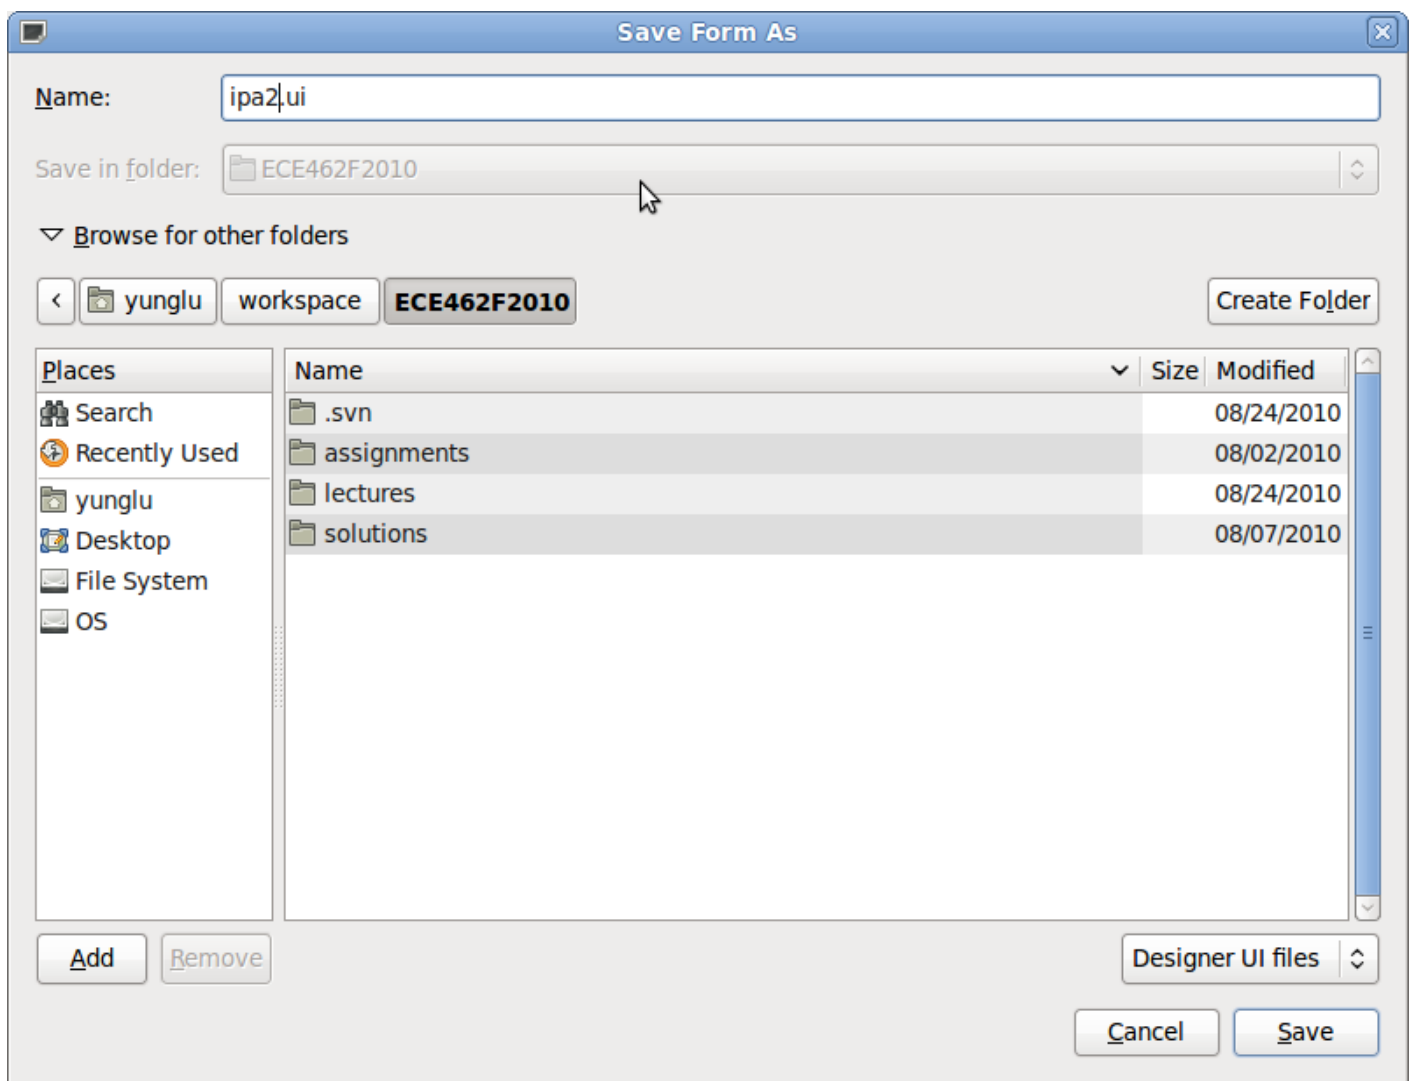 Save Form As
Name: ipa2.ui
Save in folder: ECE462F2010
Browse for other folders
< yunglu workspace ECE462F2010 Create Folder
Places Name Size Modified
Search .svn 08/24/2010
Recently Used assignments 08/02/2010
yunglu lectures 08/24/2010
Desktop solutions 08/07/2010
File System
OS
Add Remove Designer UI files
Cancel Save